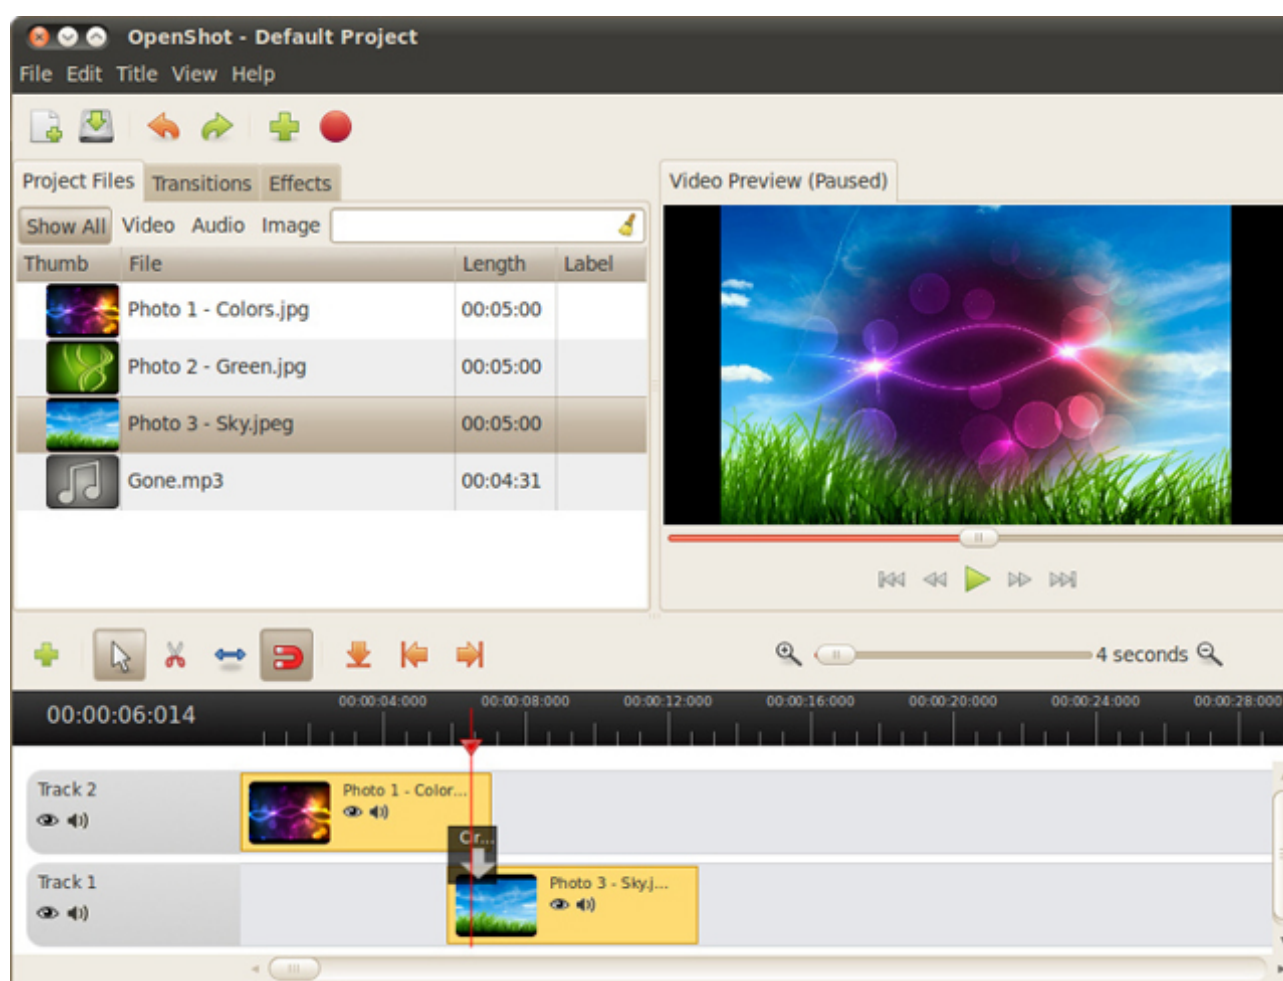 OpenShot - Default Project
File Edit Title View Help
Project Files Transitions Effects
Video Preview (Paused)
Show All Video Audio Image
Thumb File Length Label
Photo 1 - Colors.jpg 00:05:00
Photo 2 - Green.jpg 00:05:00
Photo 3 - Sky.jpeg 00:05:00
Gone.mp3 00:04:31
4 seconds
00:00:06:014
00:00:04:000 00:00:08:000 00:00:12:000 00:00:16:000 00:00:20:000 00:00:24:000 00:00:28:000
Track 2
Photo 1 - Color...
Cir...
Track 1
Photo 3 - Sky.j...